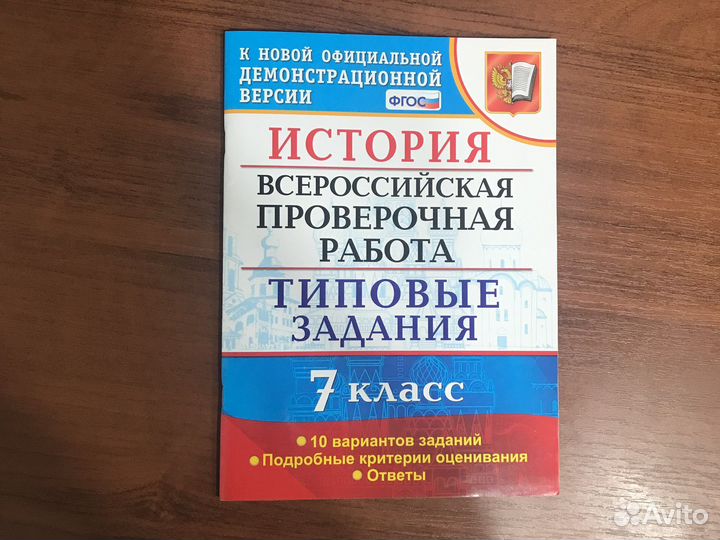 К НОВОЙ ОФИЦИАЛЬНОЙ
ДЕМОНСТРАЦИОННОЙ
ВЕРСИИ
ФГОС
ИСТОРИЯ
ВСЕРОССИЙСКАЯ
ПРОВЕРОЧНАЯ
РАБОТА
ТИПОВЫЕ
ЗАДАНИЯ
7 класс
10 вариантов заданий
Подробные критерии оценивания
Ответы
Avito